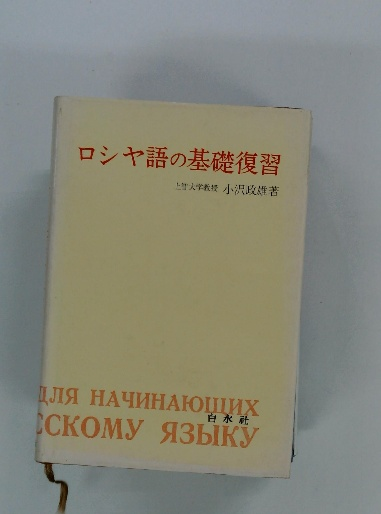 ロシヤ語の基礎復習
上智大学教授 小沢政雄著
ДЛЯ НАЧИНАЮЩИХ
白水社
ССКОМУ ЯЗЫКУ